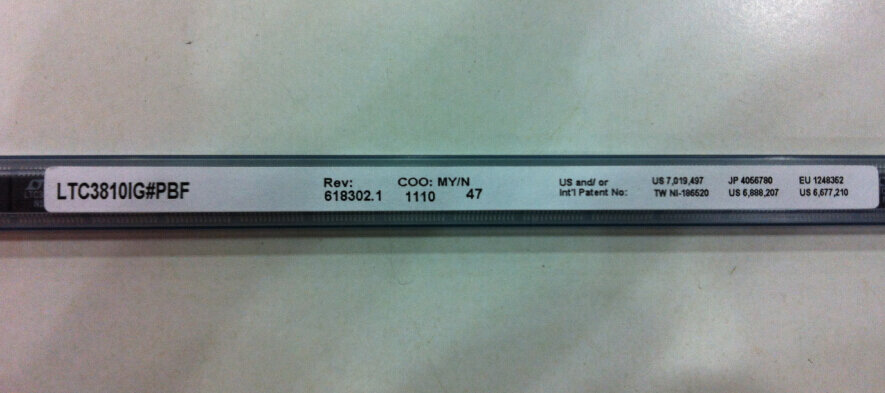 LTC3810IG#PBF
Rev:
618302.1
COO: MY/N
1110 47
US and/ or
Int'l Patent No:
US 7,019,497 JP 4056780 EU 1248352
TW NI-186520 US 6,888,207 US 6,677,210